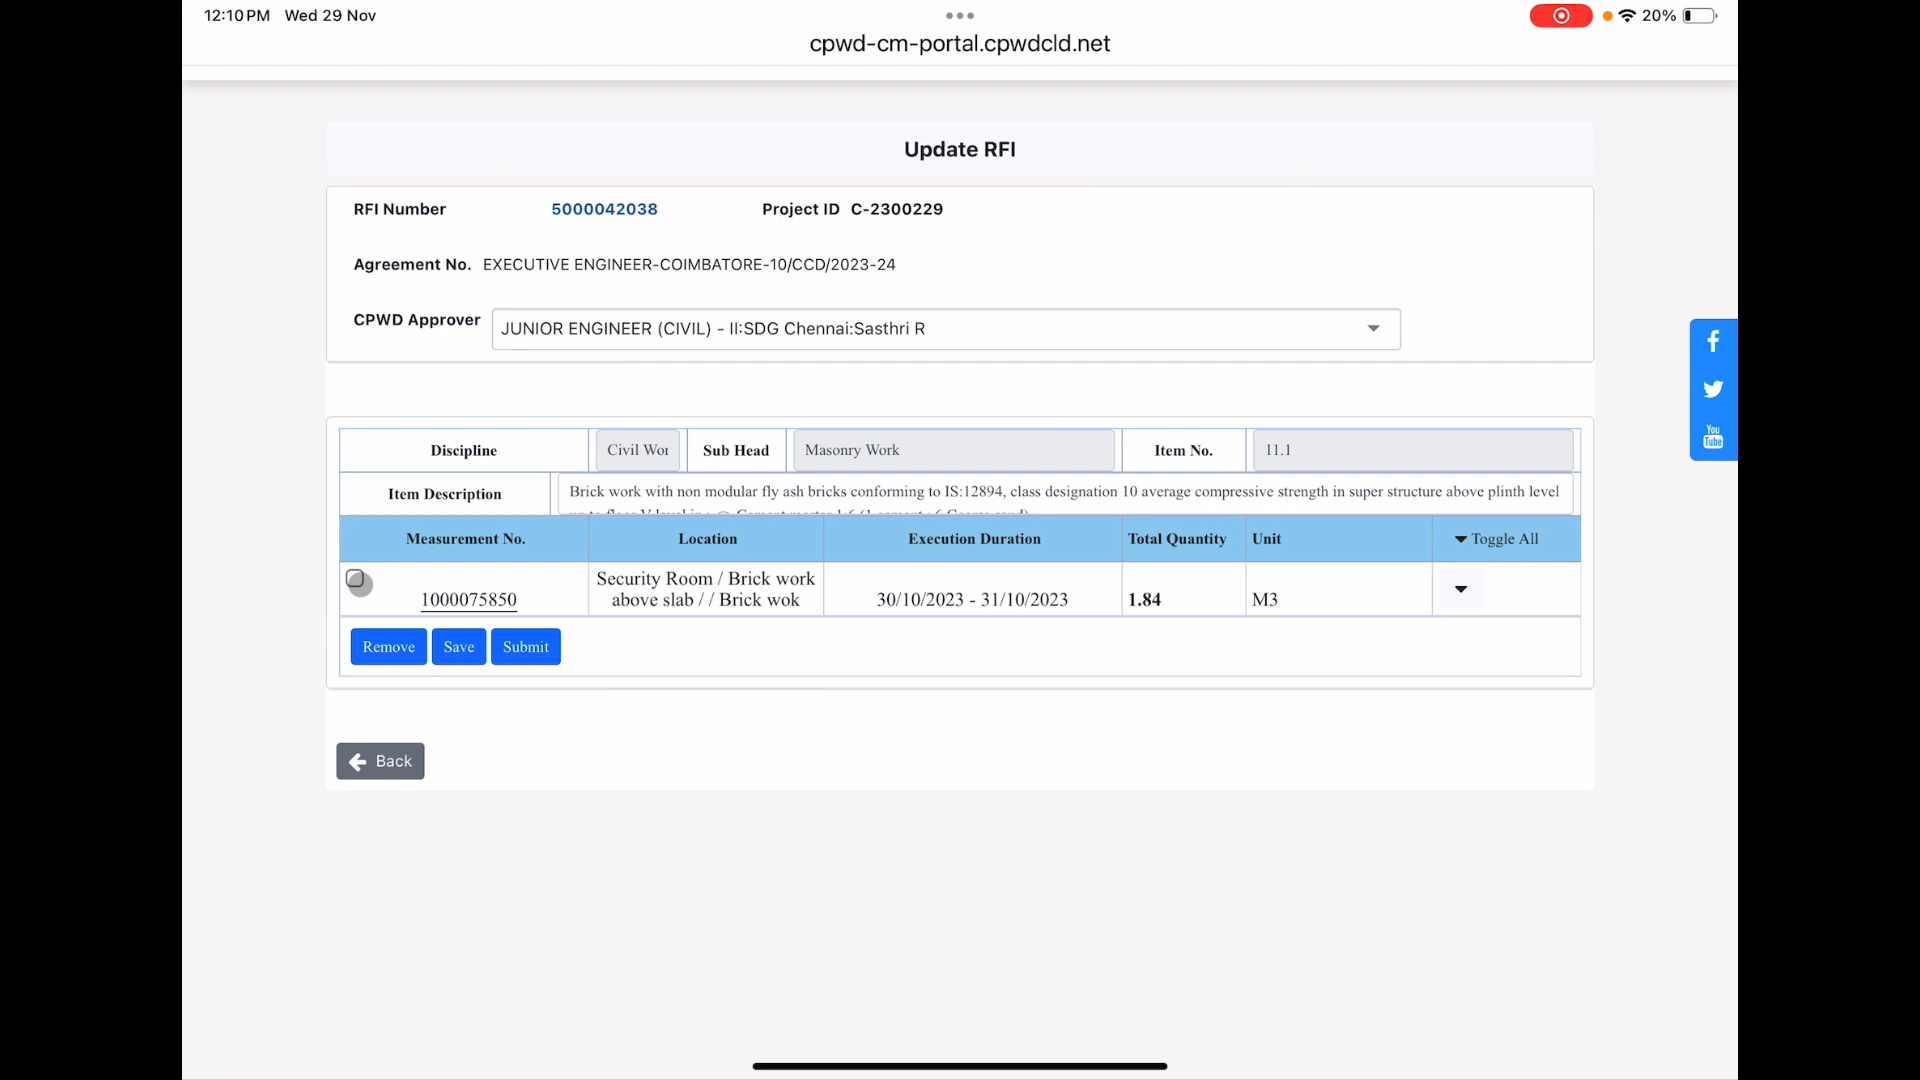 12:10 PM Wed 29 Nov
20%
cpwd-cm-portal.cpwdcld.net
Update RFI
RFI Number 5000042038 Project ID C-2300229
Agreement No. EXECUTIVE ENGINEER-COIMBATORE-10/CCD/2023-24
CPWD Approver JUNIOR ENGINEER (CIVIL) - II:SDG Chennai:Sasthri R
You
Tube
Discipline Civil Wor Sub Head Masonry Work Item No. 11.1
Item Description Brick work with non modular fly ash bricks conforming to IS:12894, class designation 10 average compressive strength in super structure above plinth level
Measurement No. Location Execution Duration Total Quantity Unit Toggle All
Security Room / Brick work
1000075850 above slab / / Brick wok 30/10/2023 - 31/10/2023 1.84 M3
Remove Save Submit
Back